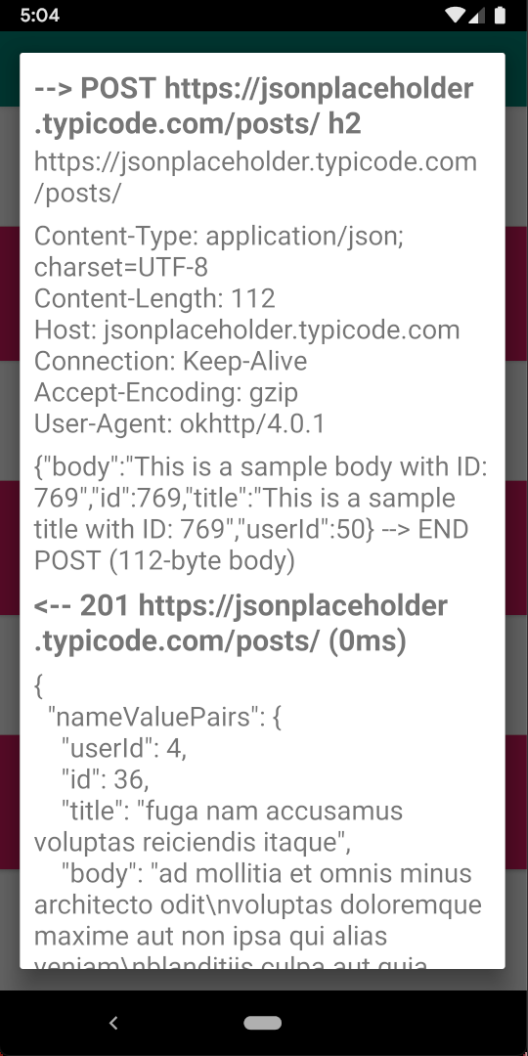 5:04
--> POST https://jsonplaceholder
.typicode.com/posts/ h2
https://jsonplaceholder.typicode.com
/posts/
Content-Type: application/json;
charset=UTF-8
Content-Length: 112
Host: jsonplaceholder.typicode.com
Connection: Keep-Alive
Accept-Encoding: gzip
User-Agent: okhttp/4.0.1
{"body":"This is a sample body with ID:
769","id":769,"title":"This is a sample
title with ID: 769","userId":50} --> END
POST (112-byte body)
<-- 201 https://jsonplaceholder
.typicode.com/posts/ (0ms)
{
  "nameValuePairs": {
    "userId": 4,
    "id": 36,
    "title": "fuga nam accusamus
voluptas reiciendis itaque",
    "body": "ad mollitia et omnis minus
architecto odit\nvoluptas doloremque
maxime aut non ipsa qui alias
veniam\nblanditiis culpa aut quia